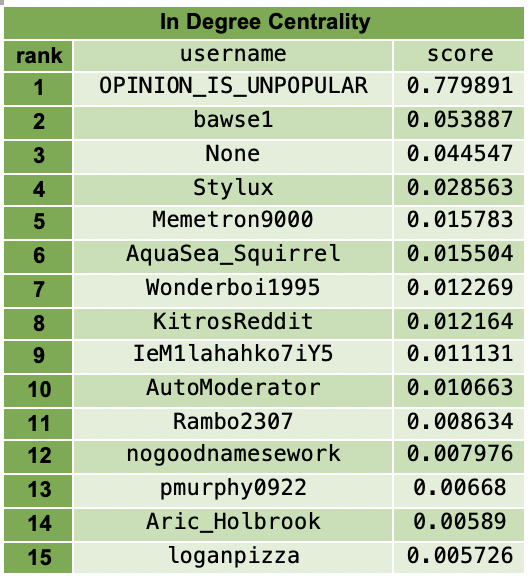 In Degree Centrality
rank username score
1 OPINION_IS_UNPOPULAR 0.779891
2 bawse1 0.053887
3 None 0.044547
4 Stylux 0.028563
5 Memetron9000 0.015783
6 AquaSea_Squirrel 0.015504
7 Wonderboi1995 0.012269
8 KitrosReddit 0.012164
9 IeM1lahahko7iY5 0.011131
10 AutoModerator 0.010663
11 Rambo2307 0.008634
12 nogoodnamesework 0.007976
13 pmurphy0922 0.00668
14 Aric_Holbrook 0.00589
15 loganpizza 0.005726